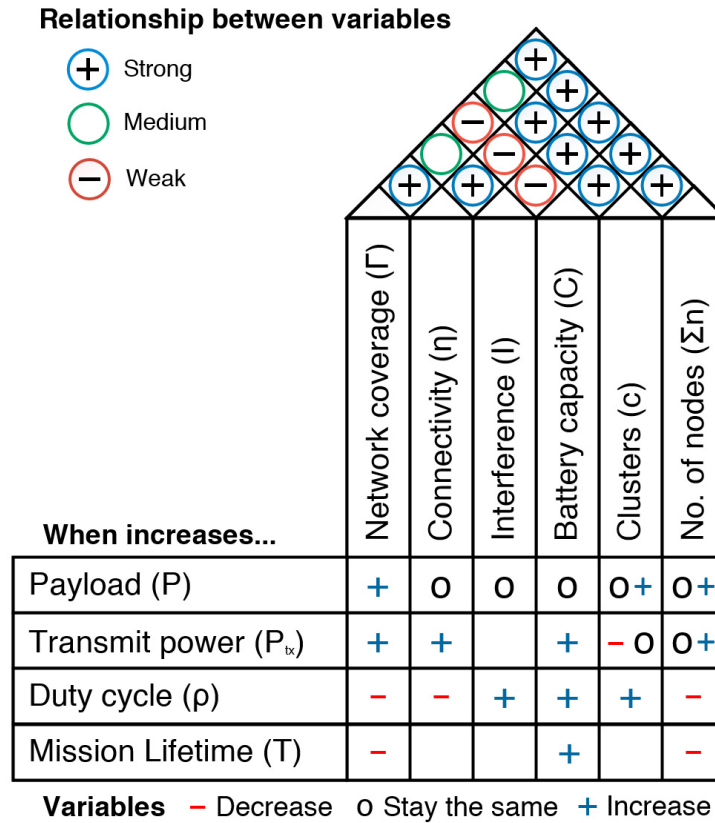 Relationship between variables
+ Strong
Medium
− Weak
+
+
+ +
− +
− + +
+ + − + +
Network coverage (Γ)
Connectivity (η)
Interference (I)
Battery capacity (C)
Clusters (c)
No. of nodes (Σn)
When increases...
Payload (P) + o o o o + o +
Transmit power (Ptx) + + + − o o +
Duty cycle (ρ) − − + + + −
Mission Lifetime (T) − + −
Variables − Decrease o Stay the same + Increase